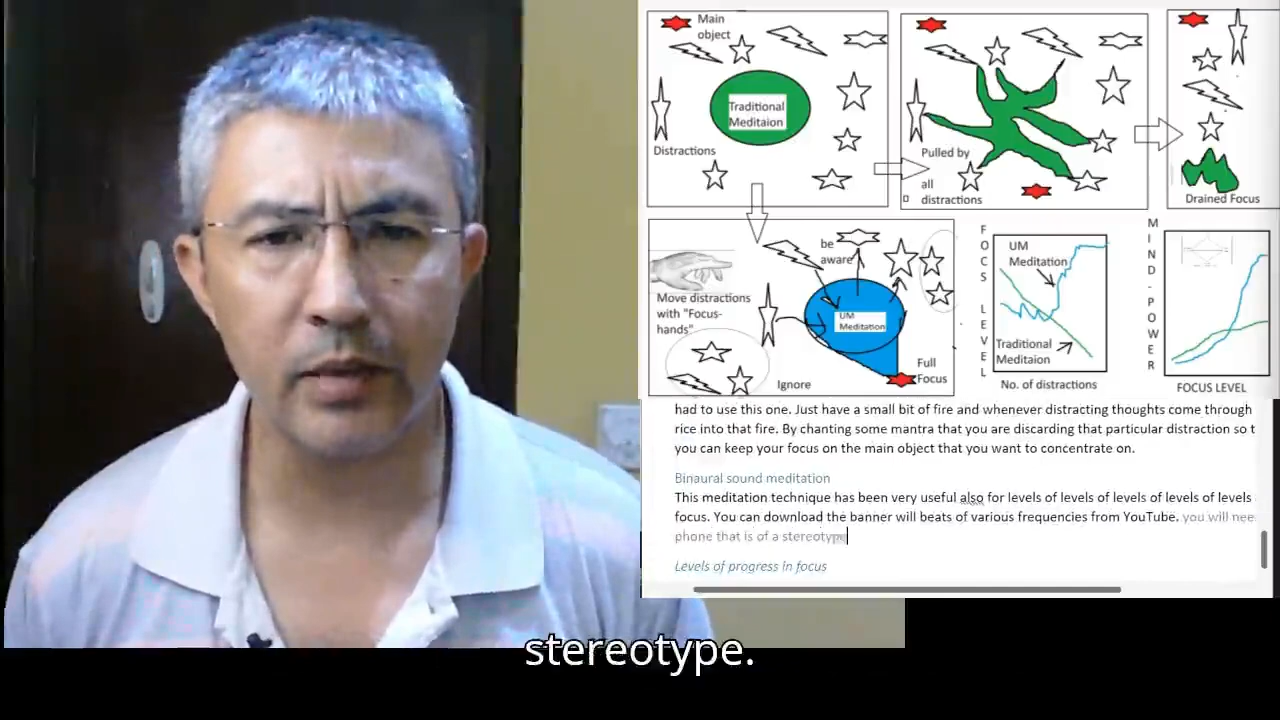 Main
object
Traditional
Meditaion
Distractions
Pulled by
all
distractions
Drained Focus
be
aware
Move distractions
with "Focus-
hands"
UM
Meditation
Ignore
Full
Focus
FOCS LEVEL
UM
Meditation
Traditional
Meditaion
No. of distractions
MIND-POWER
FOCUS LEVEL
had to use this one. Just have a small bit of fire and whenever distracting thoughts come through
rice into that fire. By chanting some mantra that you are discarding that particular distraction so t
you can keep your focus on the main object that you want to concentrate on.
Binaural sound meditation
This meditation technique has been very useful also for levels of levels of levels of levels of levels
focus. You can download the banner will beats of various frequencies from YouTube. you will nee
phone that is of a stereotype
Levels of progress in focus
stereotype.